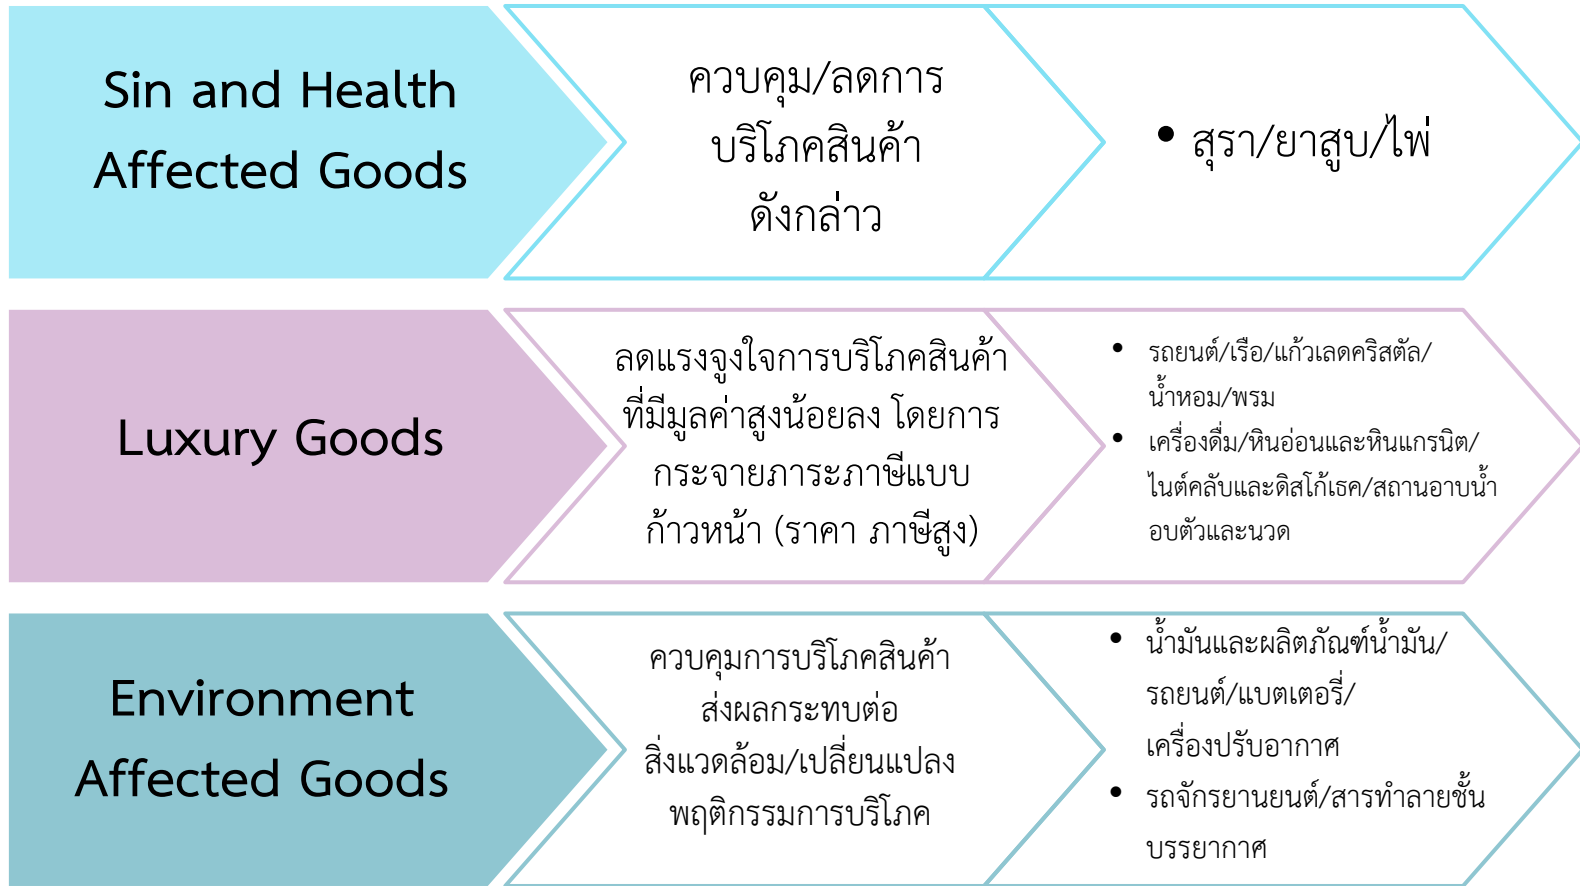 Sin and Health
Affected Goods
ควบคุม/ลดการ
บริโภคสินค้า
ดังกล่าว
• สุรา/ยาสูบ/ไพ่
Luxury Goods
ลดแรงจูงใจการบริโภคสินค้า
ที่มีมูลค่าสูงน้อยลง โดยการ
กระจายภาระภาษีแบบ
ก้าวหน้า (ราคา ภาษีสูง)
• รถยนต์/เรือ/แก้วเลดคริสตัล/
น้ำหอม/พรม
• เครื่องดื่ม/หินอ่อนและหินแกรนิต/
ไนต์คลับและดิสโก้เธค/สถานอาบน้ำ
อบตัวและนวด
Environment
Affected Goods
ควบคุมการบริโภคสินค้า
ส่งผลกระทบต่อ
สิ่งแวดล้อม/เปลี่ยนแปลง
พฤติกรรมการบริโภค
• น้ำมันและผลิตภัณฑ์น้ำมัน/
รถยนต์/แบตเตอรี่/
เครื่องปรับอากาศ
• รถจักรยานยนต์/สารทำลายชั้น
บรรยากาศ